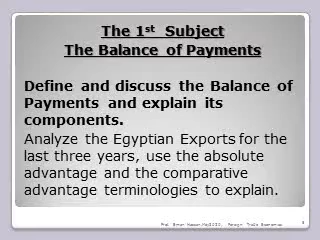 The 1st Subject
The Balance of Payments
Define and discuss the Balance of
Payments and explain its
components.
Analyze the Egyptian Exports for the
last three years, use the absolute
advantage and the comparative
advantage terminologies to explain.
Prof. Foreign Trade Economics